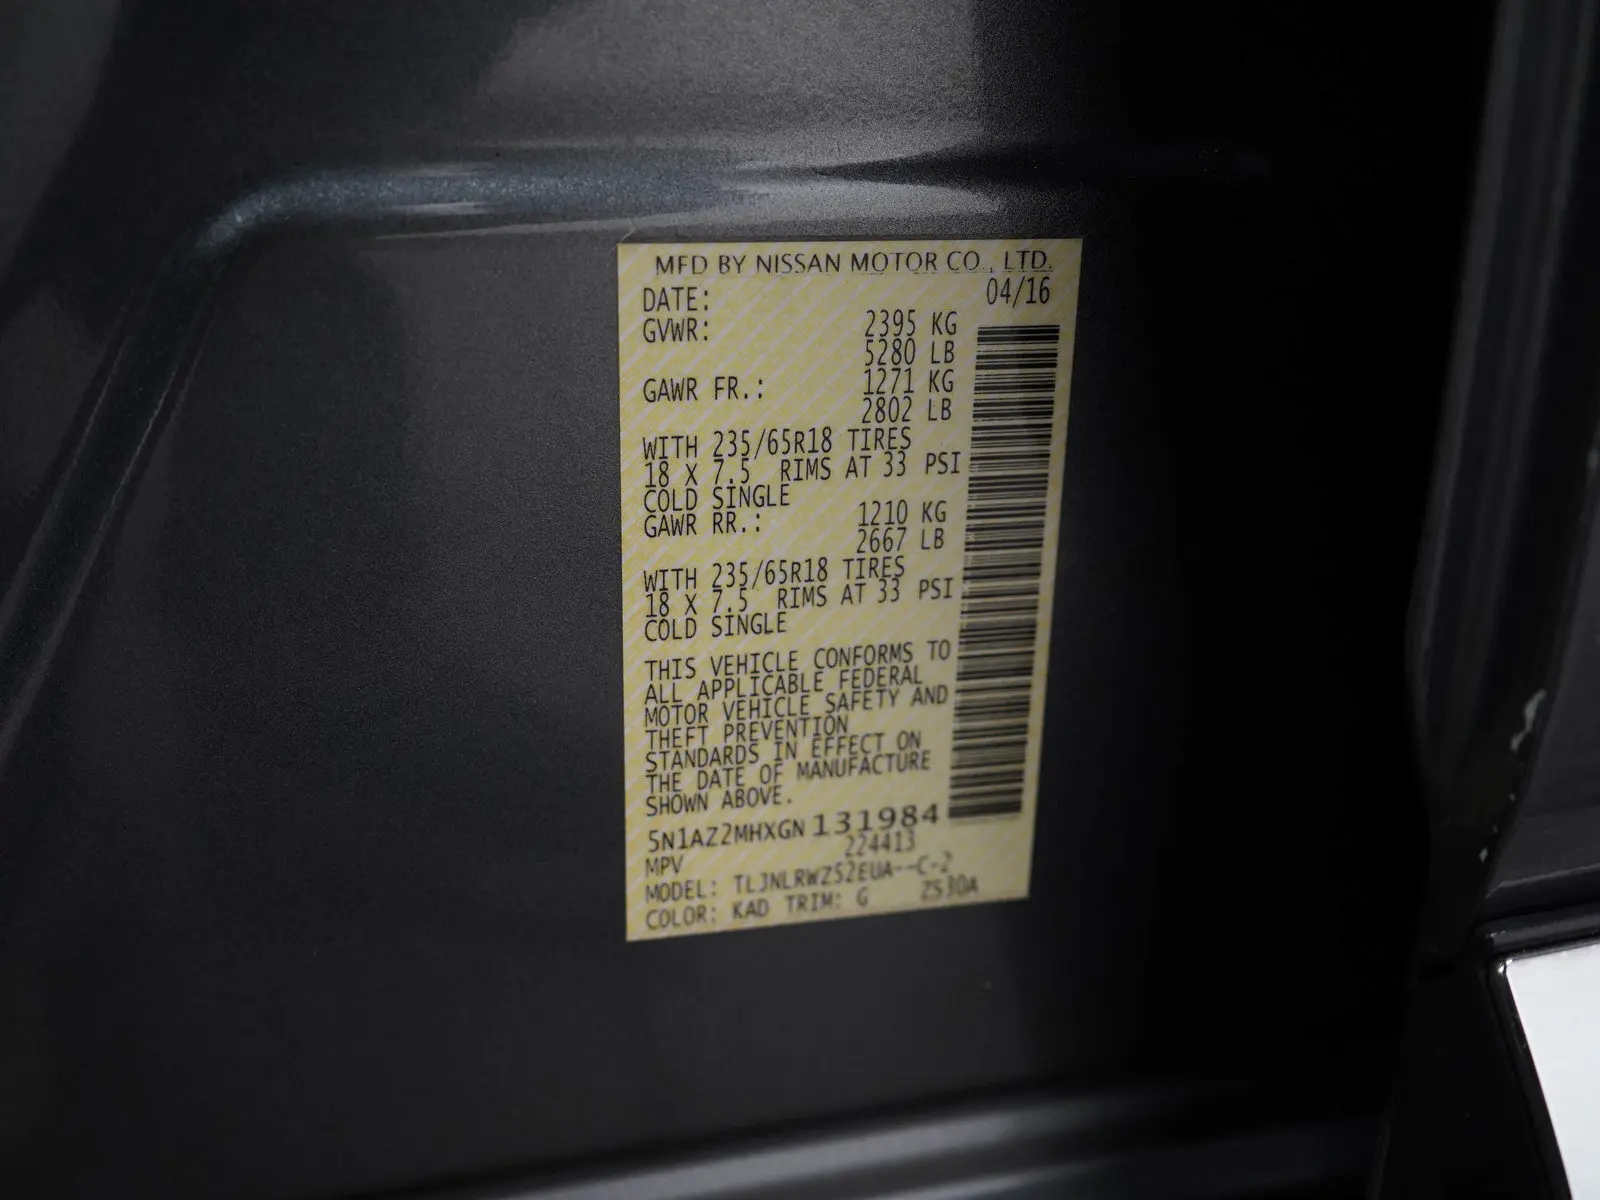 MFD BY NISSAN MOTOR CO., LTD.
DATE: 04/16
GVWR: 2395 KG
5280 LB
GAWR FR.: 1271 KG
2802 LB
WITH 235/65R18 TIRES
18 X 7.5 RIMS AT 33 PSI
COLD SINGLE
GAWR RR.: 1210 KG
2667 LB
WITH 235/65R18 TIRES
18 X 7.5 RIMS AT 33 PSI
COLD SINGLE
THIS VEHICLE CONFORMS TO
ALL APPLICABLE FEDERAL
MOTOR VEHICLE SAFETY AND
THEFT PREVENTION
STANDARDS IN EFFECT ON
THE DATE OF MANUFACTURE
SHOWN ABOVE.
5N1AZ2MHXGN131984
MPV 224413
MODEL: TLJNLRWZ52EUA--C-2
COLOR: KAD TRIM: G ZS30A